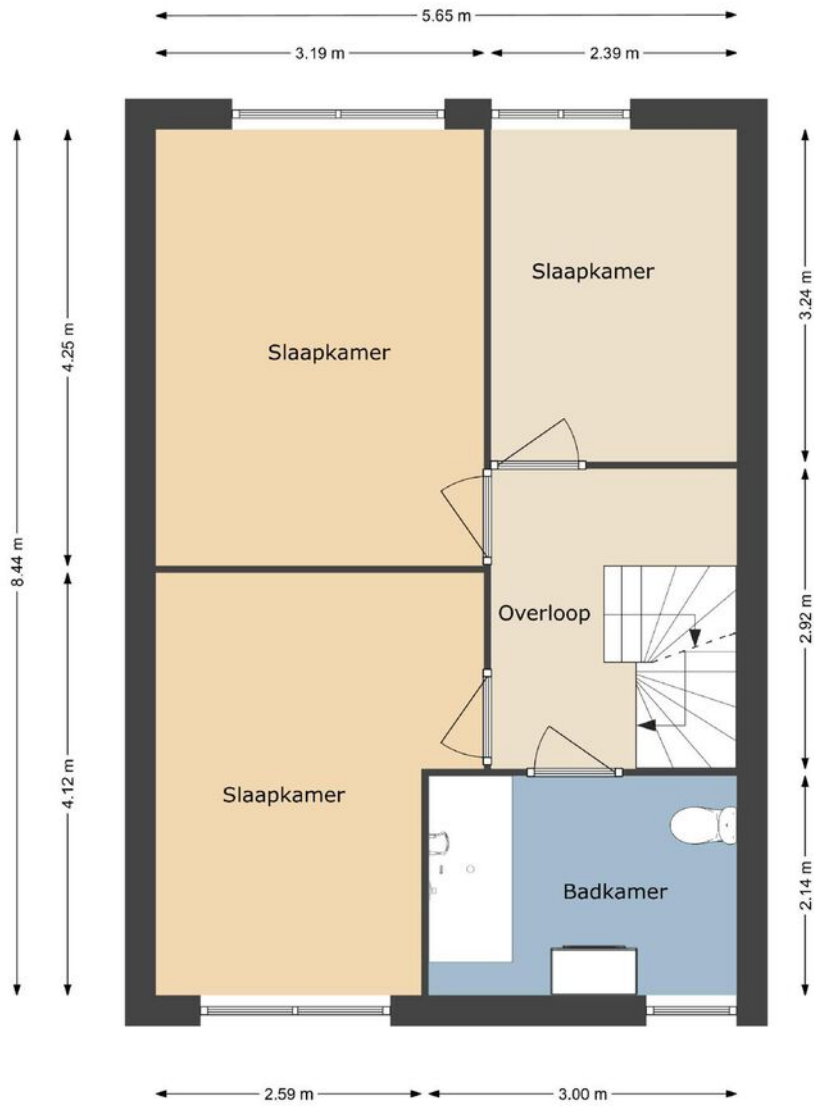 5.65 m
3.19 m
2.39 m
Slaapkamer
3.24 m
4.25 m
Slaapkamer
8.44 m
Overloop
2.92 m
4.12 m
Slaapkamer
Badkamer
2.14 m
2.59 m
3.00 m